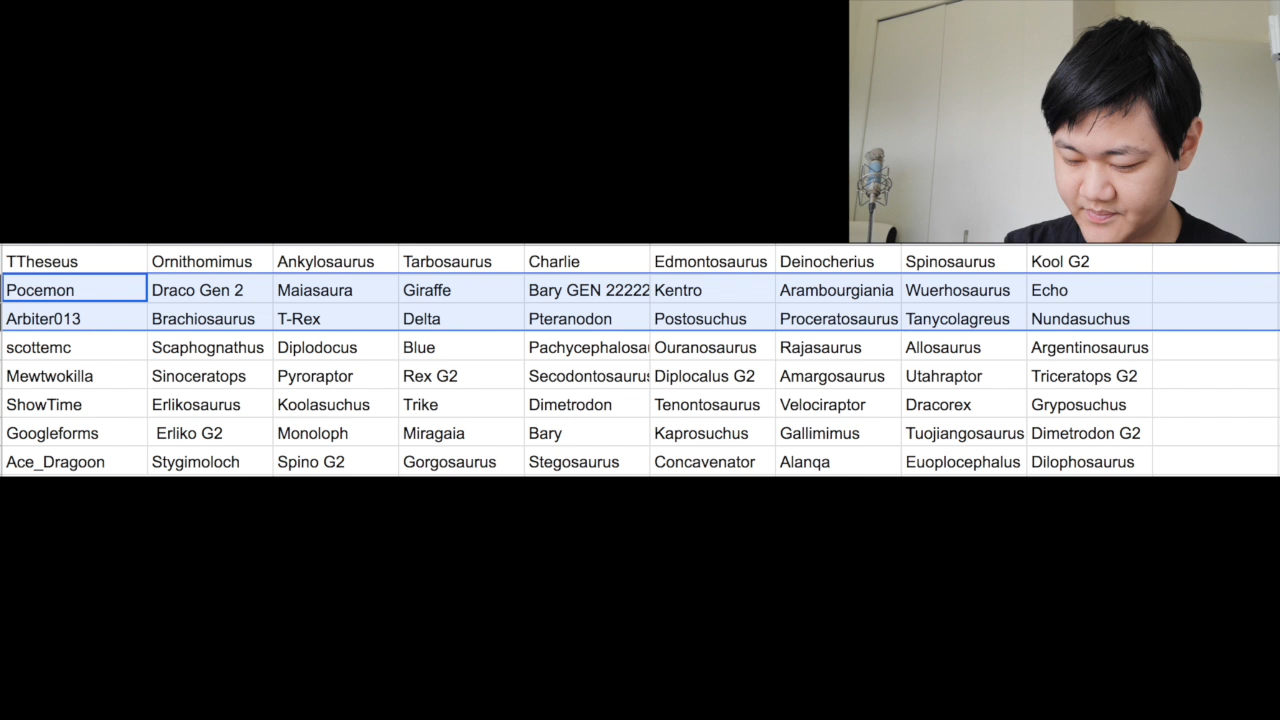 TTheseus Ornithomimus Ankylosaurus Tarbosaurus Charlie Edmontosaurus Deinocherius Spinosaurus Kool G2
Pocemon Draco Gen 2 Maiasaura Giraffe Bary GEN 22222 Kentro Arambourgiania Wuerhosaurus Echo
Arbiter013 Brachiosaurus T-Rex Delta Pteranodon Postosuchus Proceratosaurus Tanycolagreus Nundasuchus
scottemc Scaphognathus Diplodocus Blue Pachycephalosau Ouranosaurus Rajasaurus Allosaurus Argentinosaurus
Mewtwokilla Sinoceratops Pyroraptor Rex G2 Secodontosaurus Diplocalus G2 Amargosaurus Utahraptor Triceratops G2
ShowTime Erlikosaurus Koolasuchus Trike Dimetrodon Tenontosaurus Velociraptor Dracorex Gryposuchus
Googleforms Erliko G2 Monoloph Miragaia Bary Kaprosuchus Gallimimus Tuojiangosaurus Dimetrodon G2
Ace_Dragoon Stygimoloch Spino G2 Gorgosaurus Stegosaurus Concavenator Alanqa Euoplocephalus Dilophosaurus